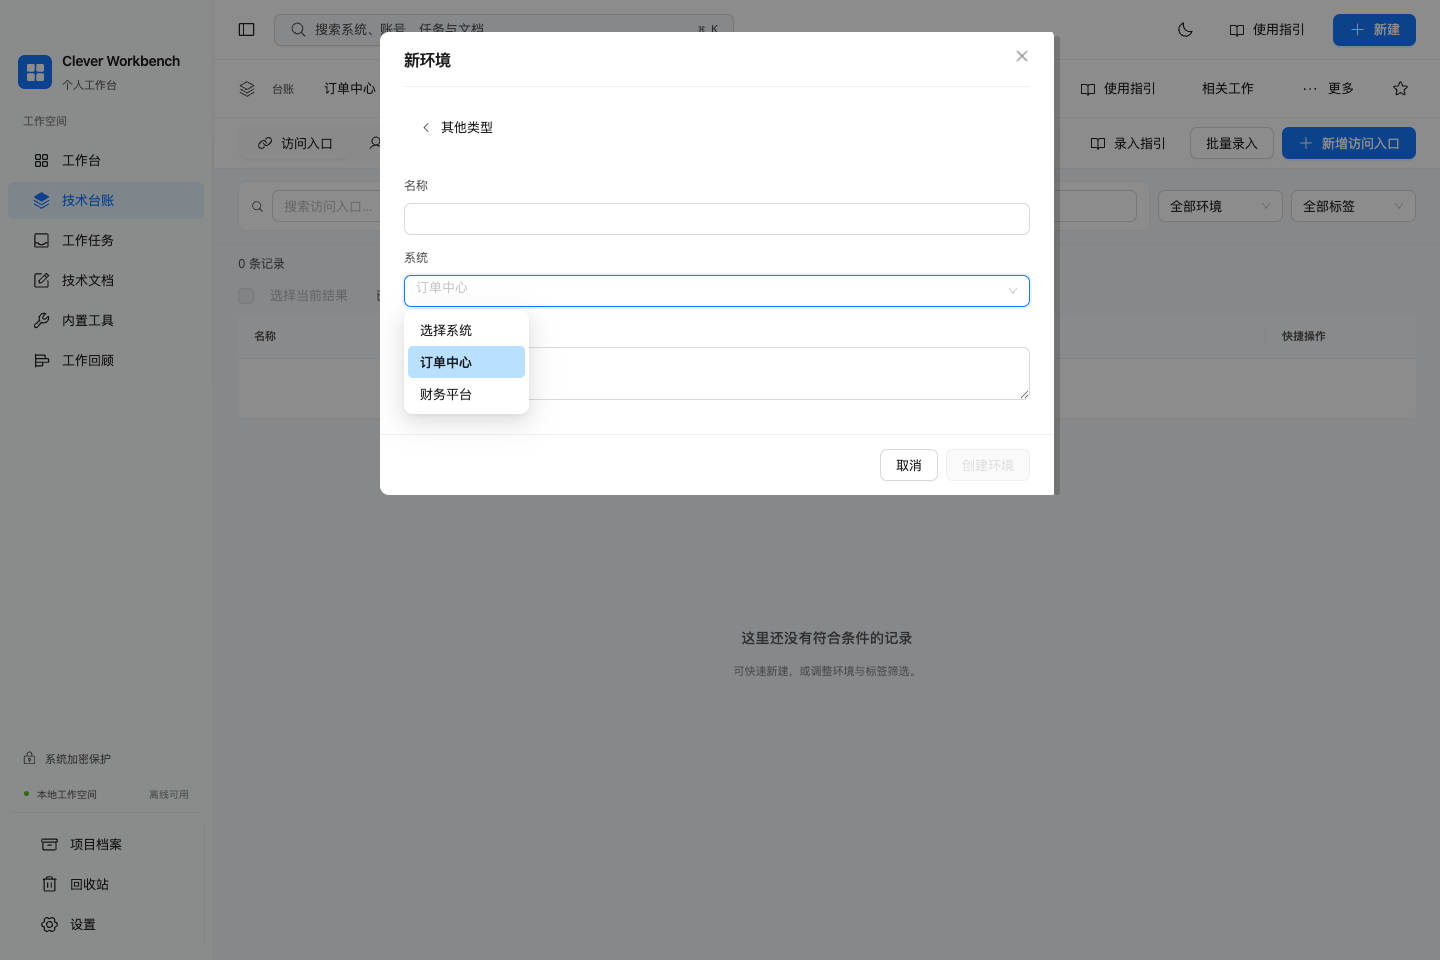 Clever Workbench
个人工作台
工作空间
工作台
技术台账
工作任务
技术文档
内置工具
工作回顾
系统加密保护
本地工作空间 离线可用
项目档案
回收站
设置
搜索系统、账号、任务与文档 ⌘ K
使用指引
新建
台账 订单中心
使用指引
相关工作
更多
访问入口
录入指引
批量录入
新增访问入口
搜索访问入口...
全部环境
全部标签
0 条记录
选择当前结果
名称
快捷操作
这里还没有符合条件的记录
可快速新建，或调整环境与标签筛选。
新环境
其他类型
名称
系统
订单中心
选择系统
订单中心
财务平台
取消
创建环境